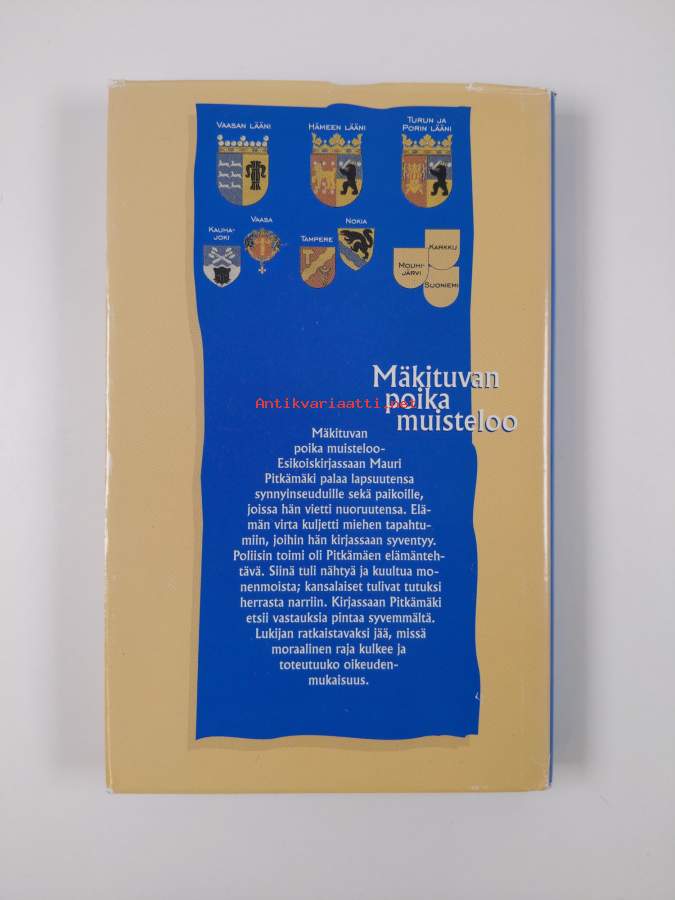 VAASAN LÄÄNI
HÄMEEN LÄÄNI
TURUN JA
PORIN LÄÄNI
KAUHA-
JOKI
VAASA
TAMPERE
NOKIA
KARKKU
MOUHI-
JÄRVI
SUONIEMI
Mäkituvan
poika
muisteloo
Antikvariaatti.net
Mäkituvan
poika muisteloo-
Esikoiskirjassaan Mauri
Pitkämäki palaa lapsuutensa
synnyinseuduille sekä paikoille,
joissa hän vietti nuoruutensa. Elä-
män virta kuljetti miehen tapahtu-
miin, joihin hän kirjassaan syventyy.
Poliisin toimi oli Pitkämäen elämänteh-
tävä. Siinä tuli nähtyä ja kuultua mo-
nenmoista; kansalaiset tulivat tutuksi
herrasta narriin. Kirjassaan Pitkämäki
etsii vastauksia pintaa syvemmältä.
Lukijan ratkaistavaksi jää, missä
moraalinen raja kulkee ja
toteutuuko oikeuden-
mukaisuus.